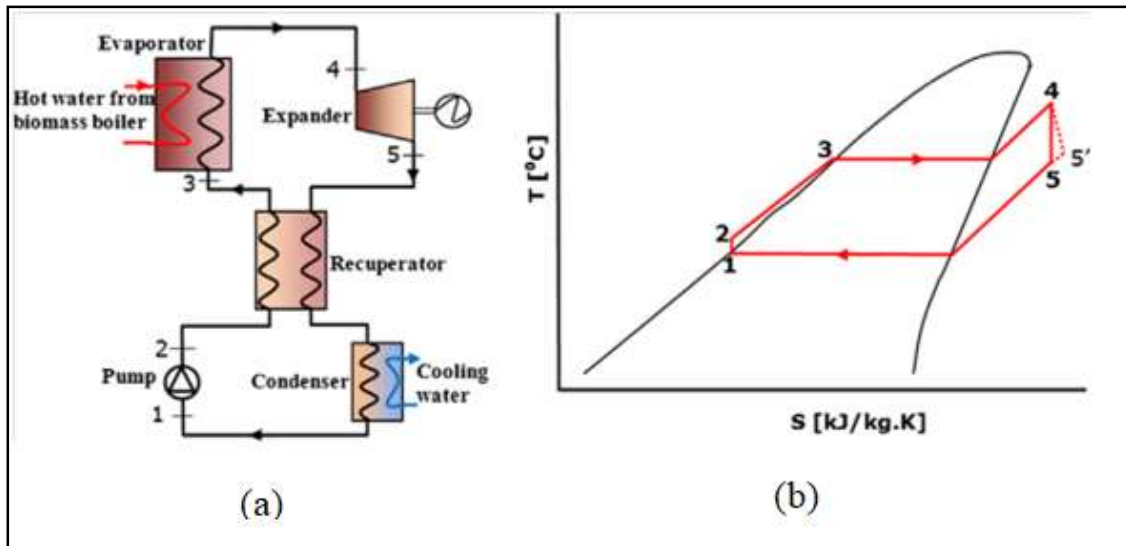 Evaporator
4
Hot water from
biomass boiler
Expander
5
3
Recuperator
2
Pump
1
Condenser
Cooling
water
(a)
T [⁰C]
4
3
5'
5
2
1
S [kJ/kg.K]
(b)